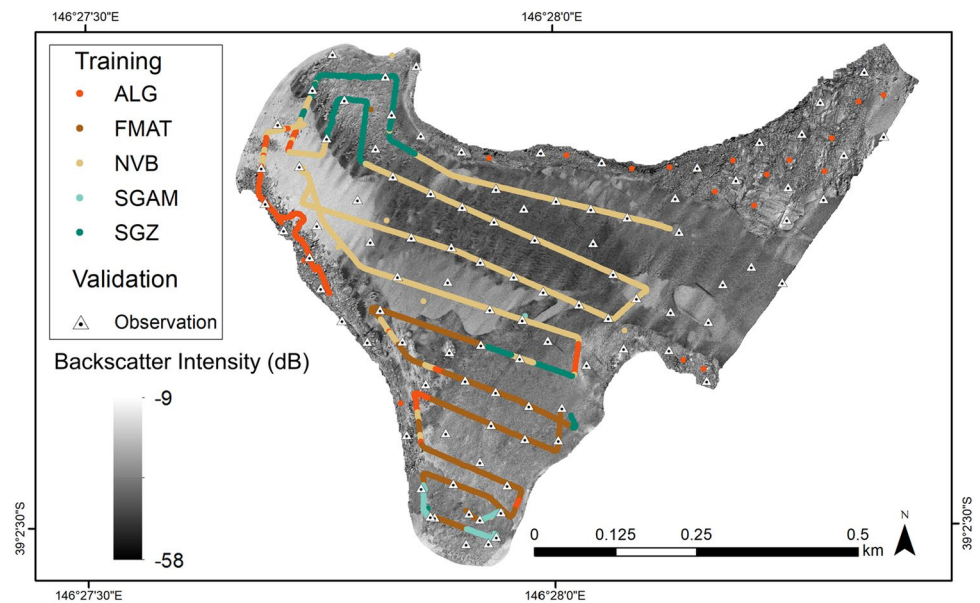 146°27'30"E 146°28'0"E
Training
ALG
FMAT
NVB
SGAM
SGZ
Validation
Observation
Backscatter Intensity (dB)
-9
-58
39°2'30"S
39°2'30"S
N
0 0.125 0.25 0.5
km
146°27'30"E 146°28'0"E